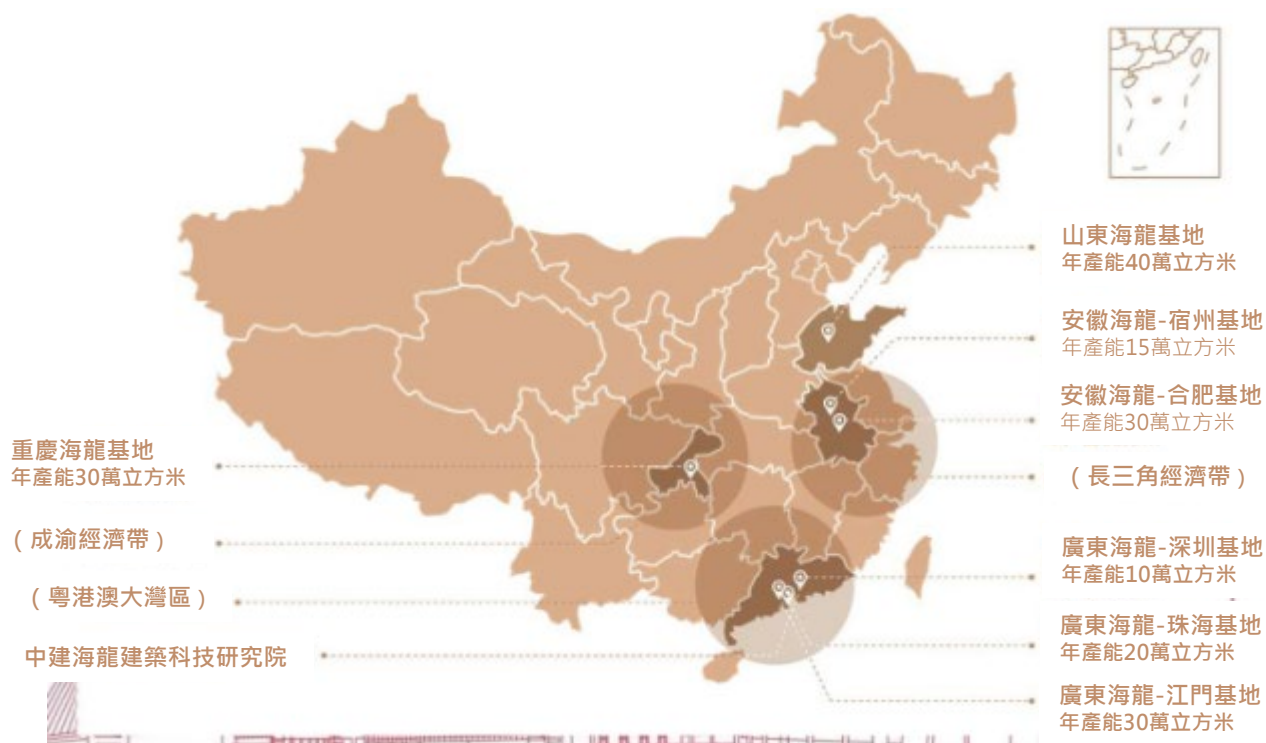 山東海龍基地
年產能40萬立方米
安徽海龍-宿州基地
年產能15萬立方米
安徽海龍-合肥基地
年產能30萬立方米
重慶海龍基地
年產能30萬立方米
(長三角經濟帶)
(成渝經濟帶)
廣東海龍-深圳基地
年產能10萬立方米
(粵港澳大灣區)
廣東海龍-珠海基地
年產能20萬立方米
中建海龍建築科技研究院
廣東海龍-江門基地
年產能30萬立方米